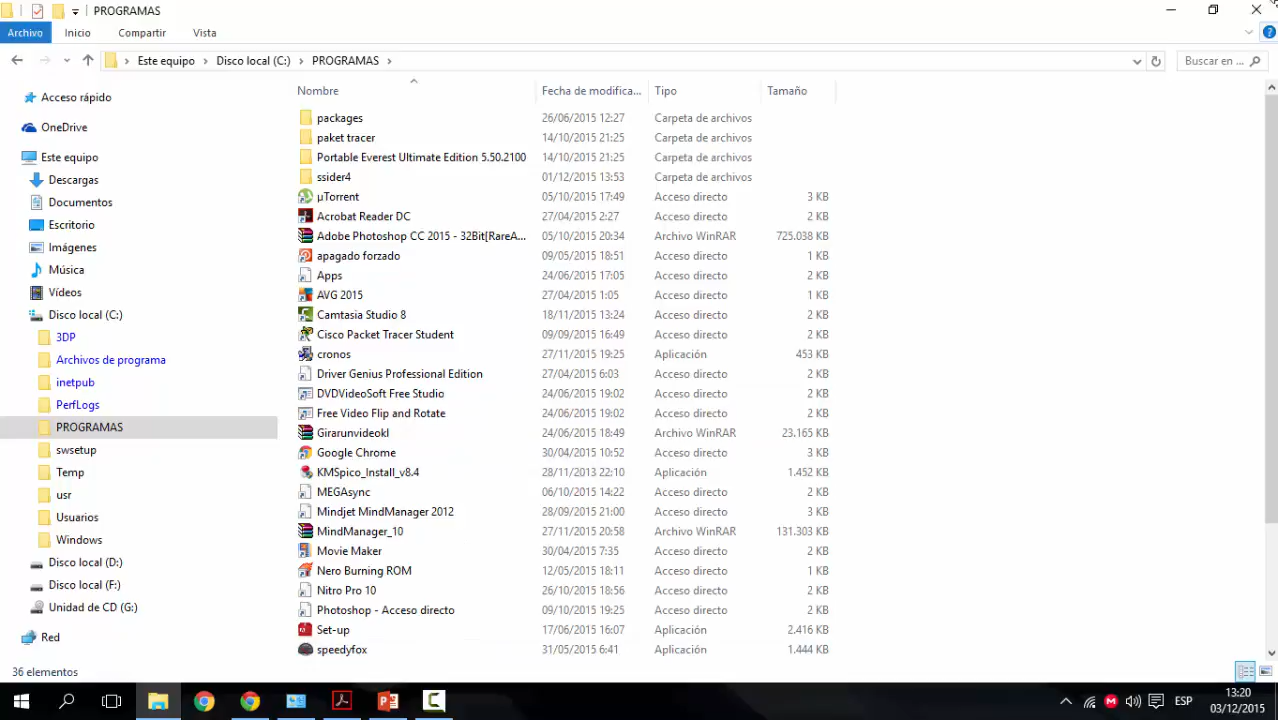 PROGRAMAS
Archivo Inicio Compartir Vista
Este equipo Disco local (C:) PROGRAMAS Buscar en ...
Nombre Fecha de modifica... Tipo Tamaño
Acceso rápido
OneDrive
Este equipo
Descargas
Documentos
Escritorio
Imágenes
Música
Vídeos
Disco local (C:)
3DP
Archivos de programa
inetpub
PerfLogs
PROGRAMAS
swsetup
Temp
usr
Usuarios
Windows
Disco local (D:)
Disco local (F:)
Unidad de CD (G:)
Red
packages 26/06/2015 12:27 Carpeta de archivos
paket tracer 14/10/2015 21:25 Carpeta de archivos
Portable Everest Ultimate Edition 5.50.2100 14/10/2015 21:25 Carpeta de archivos
ssider4 01/12/2015 13:53 Carpeta de archivos
µTorrent 05/10/2015 17:49 Acceso directo 3 KB
Acrobat Reader DC 27/04/2015 2:27 Acceso directo 2 KB
Adobe Photoshop CC 2015 - 32Bit[RareA... 05/10/2015 20:34 Archivo WinRAR 725.038 KB
apagado forzado 09/05/2015 18:51 Acceso directo 1 KB
Apps 24/06/2015 17:05 Acceso directo 2 KB
AVG 2015 27/04/2015 1:05 Acceso directo 1 KB
Camtasia Studio 8 18/11/2015 13:24 Acceso directo 2 KB
Cisco Packet Tracer Student 09/09/2015 16:49 Acceso directo 2 KB
cronos 27/11/2015 19:25 Aplicación 453 KB
Driver Genius Professional Edition 27/04/2015 6:03 Acceso directo 2 KB
DVDVideoSoft Free Studio 24/06/2015 19:02 Acceso directo 2 KB
Free Video Flip and Rotate 24/06/2015 19:02 Acceso directo 2 KB
Girarunvideokl 24/06/2015 18:49 Archivo WinRAR 23.165 KB
Google Chrome 30/04/2015 10:52 Acceso directo 3 KB
KMSpico_Install_v8.4 28/11/2013 22:10 Aplicación 1.452 KB
MEGAsync 06/10/2015 14:22 Acceso directo 2 KB
Mindjet MindManager 2012 28/09/2015 21:00 Acceso directo 3 KB
MindManager_10 27/11/2015 20:58 Archivo WinRAR 131.303 KB
Movie Maker 30/04/2015 7:35 Acceso directo 2 KB
Nero Burning ROM 12/05/2015 18:11 Acceso directo 1 KB
Nitro Pro 10 26/10/2015 18:56 Acceso directo 2 KB
Photoshop - Acceso directo 09/10/2015 19:25 Acceso directo 2 KB
Set-up 17/06/2015 16:07 Aplicación 2.416 KB
speedyfox 31/05/2015 6:41 Aplicación 1.444 KB
36 elementos
ESP
13:20
03/12/2015